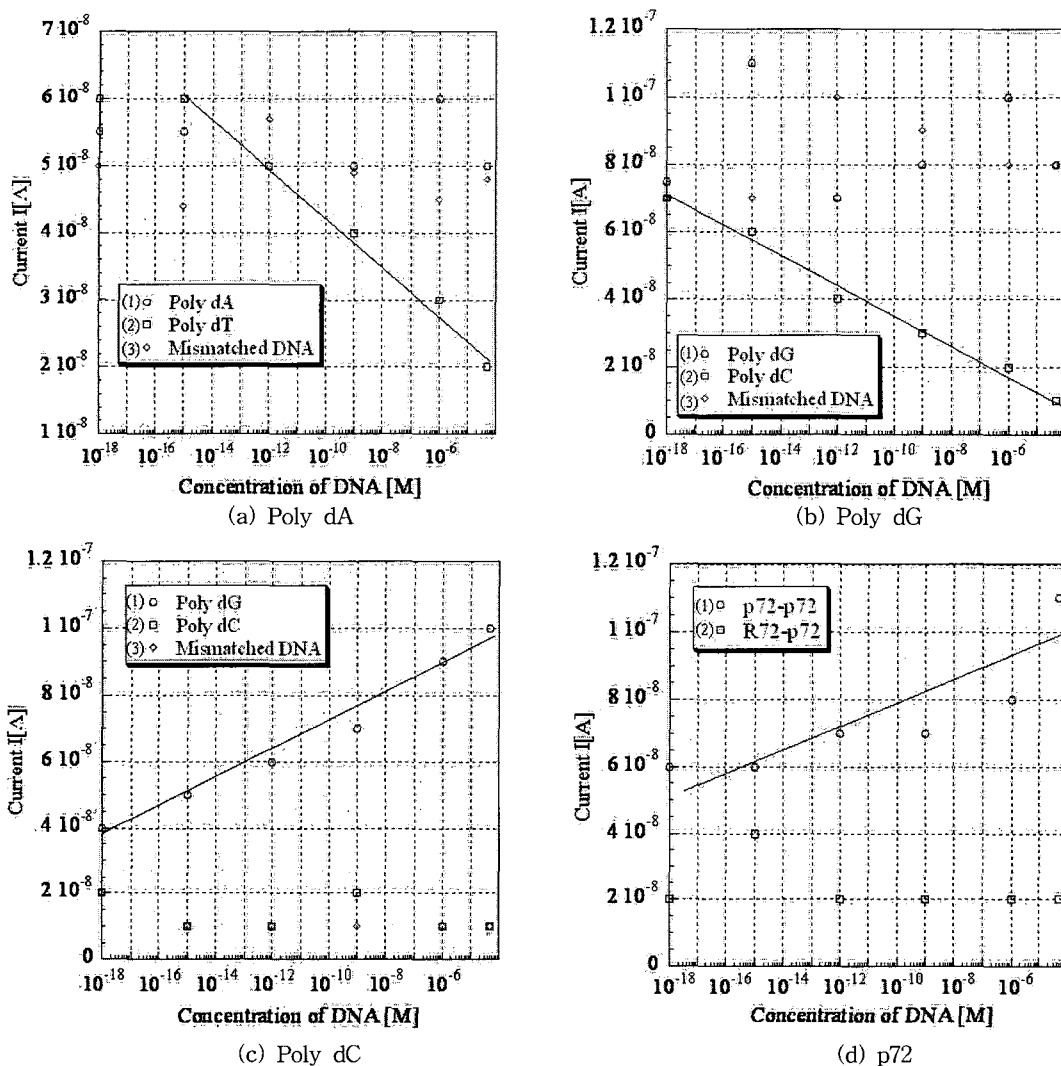 7 10-8
6 10-8
5 10-8
4 10-8
3 10-8
2 10-8
1 10-8
Current I[A]
(1) Poly dA
(2) Poly dT
(3) Mismatched DNA
10-18 10-16 10-14 10-12 10-10 10-8 10-6
Concentration of DNA [M]
(a) Poly dA
1.2 10-7
1 10-7
8 10-8
6 10-8
4 10-8
2 10-8
0
Current I[A]
(1) Poly dG
(2) Poly dC
(3) Mismatched DNA
10-18 10-16 10-14 10-12 10-10 10-8 10-6
Concentration of DNA [M]
(b) Poly dG
1.2 10-7
1 10-7
8 10-8
6 10-8
4 10-8
2 10-8
0
Current I[A]
(1) Poly dG
(2) Poly dC
(3) Mismatched DNA
10-18 10-16 10-14 10-12 10-10 10-8 10-6
Concentration of DNA [M]
(c) Poly dC
1.2 10-7
1 10-7
8 10-8
6 10-8
4 10-8
2 10-8
0
Current I[A]
(1) p72-p72
(2) R72-p72
10-18 10-16 10-14 10-12 10-10 10-8 10-6
Concentration of DNA [M]
(d) p72